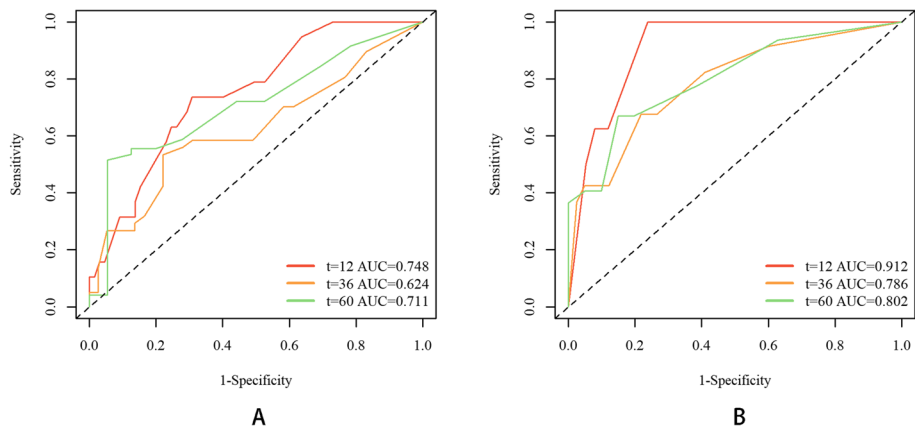 1.0
0.8
0.6
0.4
0.2
0.0
Sensitivity
t=12 AUC=0.748
t=36 AUC=0.624
t=60 AUC=0.711
0.0 0.2 0.4 0.6 0.8 1.0
1-Specificity
A
1.0
0.8
0.6
0.4
0.2
0.0
Sensitivity
t=12 AUC=0.912
t=36 AUC=0.786
t=60 AUC=0.802
0.0 0.2 0.4 0.6 0.8 1.0
1-Specificity
B